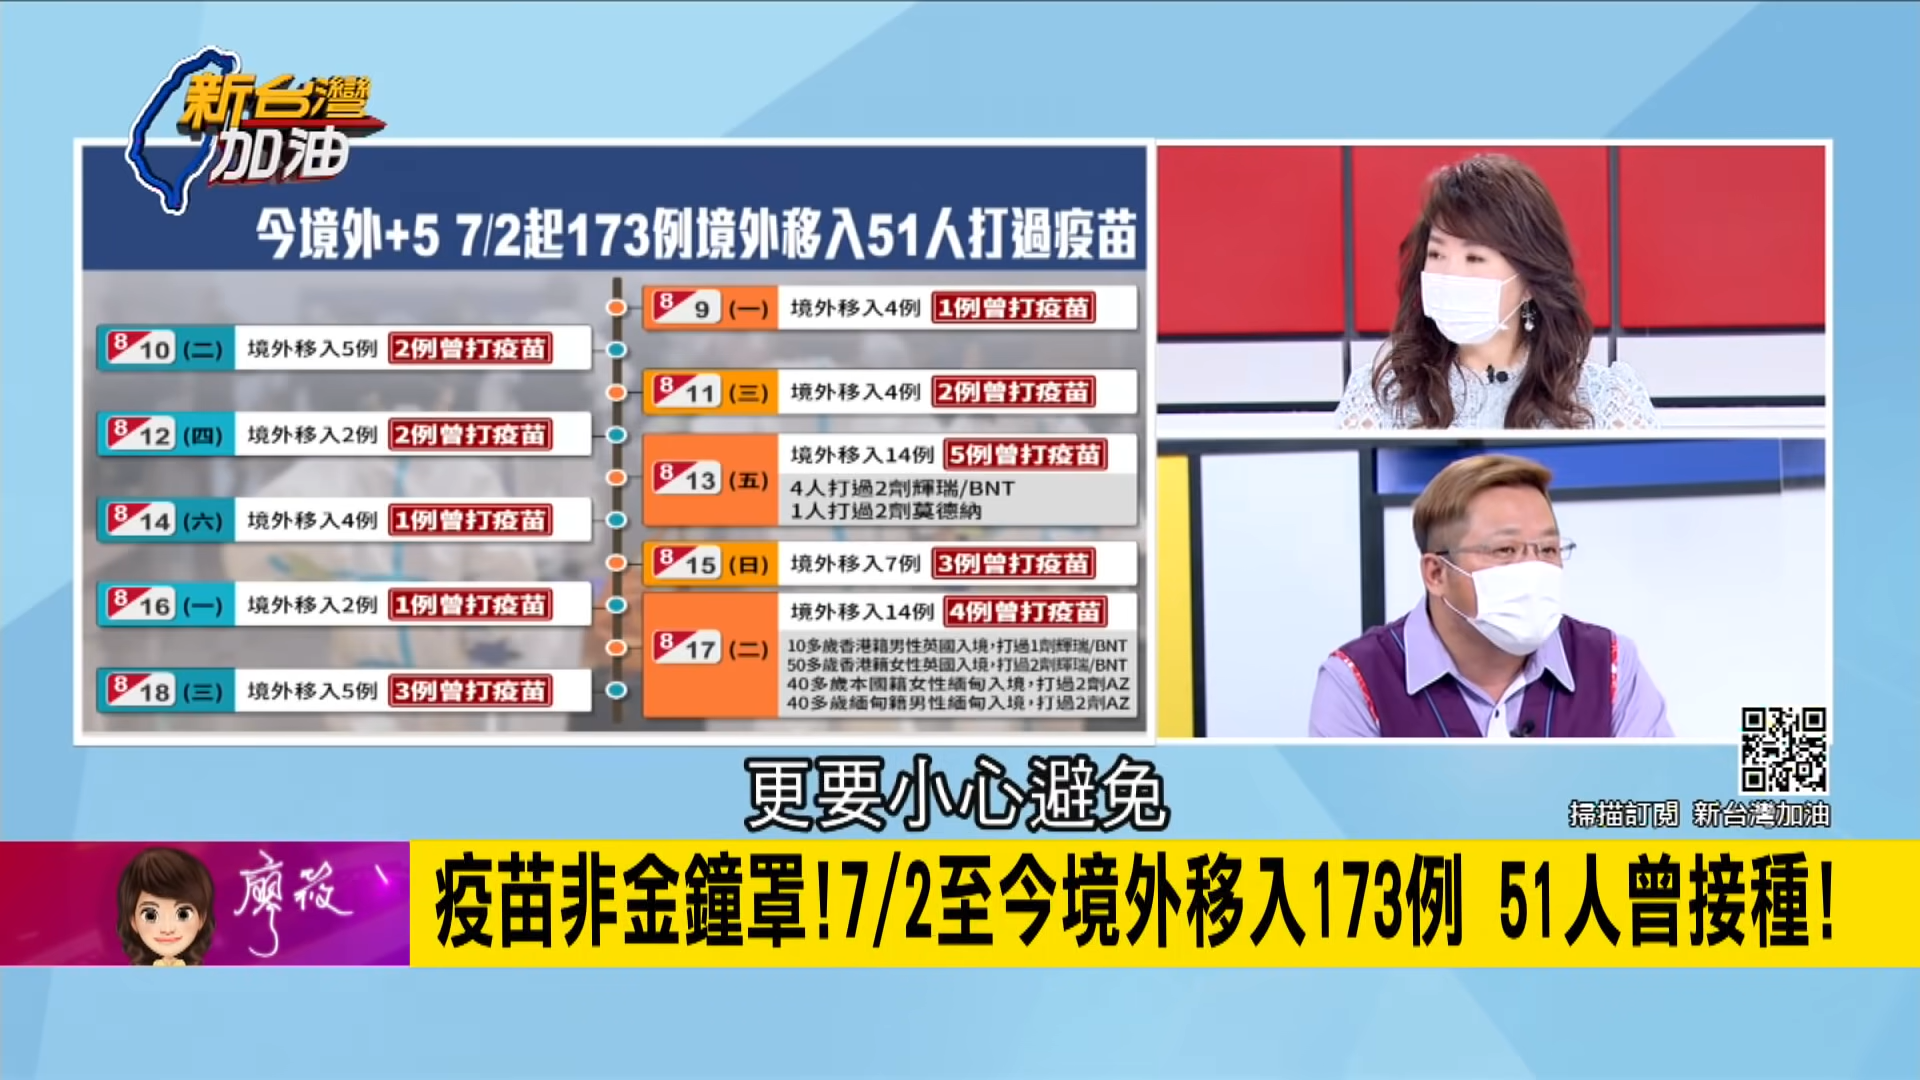 新台灣
加油
今境外+5 7/2起173例境外移入51人打過疫苗
8/9 (一) 境外移入4例 1例曾打疫苗
8/10 (二) 境外移入5例 2例曾打疫苗
8/11 (三) 境外移入4例 2例曾打疫苗
8/12 (四) 境外移入2例 2例曾打疫苗
8/13 (五) 境外移入14例 5例曾打疫苗
4人打過2劑輝瑞/BNT
1人打過2劑莫德納
8/14 (六) 境外移入4例 1例曾打疫苗
8/15 (日) 境外移入7例 3例曾打疫苗
8/16 (一) 境外移入2例 1例曾打疫苗
8/17 (二) 境外移入14例 4例曾打疫苗
10多歲香港籍男性英國入境,打過1劑輝瑞/BNT
50多歲香港籍女性英國入境,打過2劑輝瑞/BNT
40多歲本國籍女性緬甸入境,打過2劑AZ
40多歲緬甸籍男性緬甸入境,打過2劑AZ
8/18 (三) 境外移入5例 3例曾打疫苗
更要小心避免
掃描訂閱 新台灣加油
廖筱
疫苗非金鐘罩!7/2至今境外移入173例 51人曾接種!